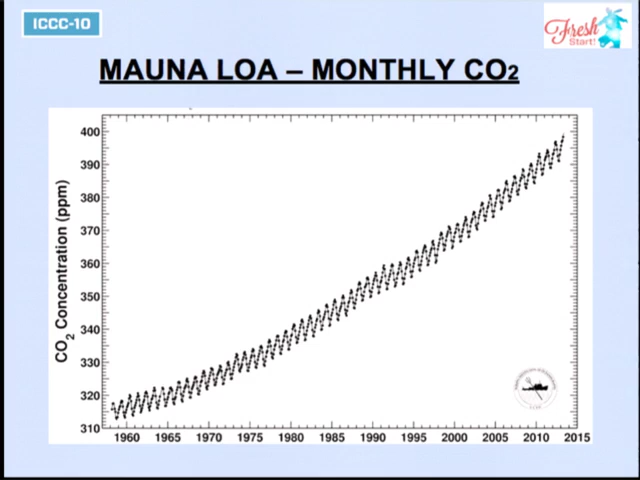 ICCC-10
Fresh
Start!
MAUNA LOA – MONTHLY CO2
CO2 Concentration (ppm)
400
390
380
370
360
350
340
330
320
310
1960 1965 1970 1975 1980 1985 1990 1995 2000 2005 2010 2015